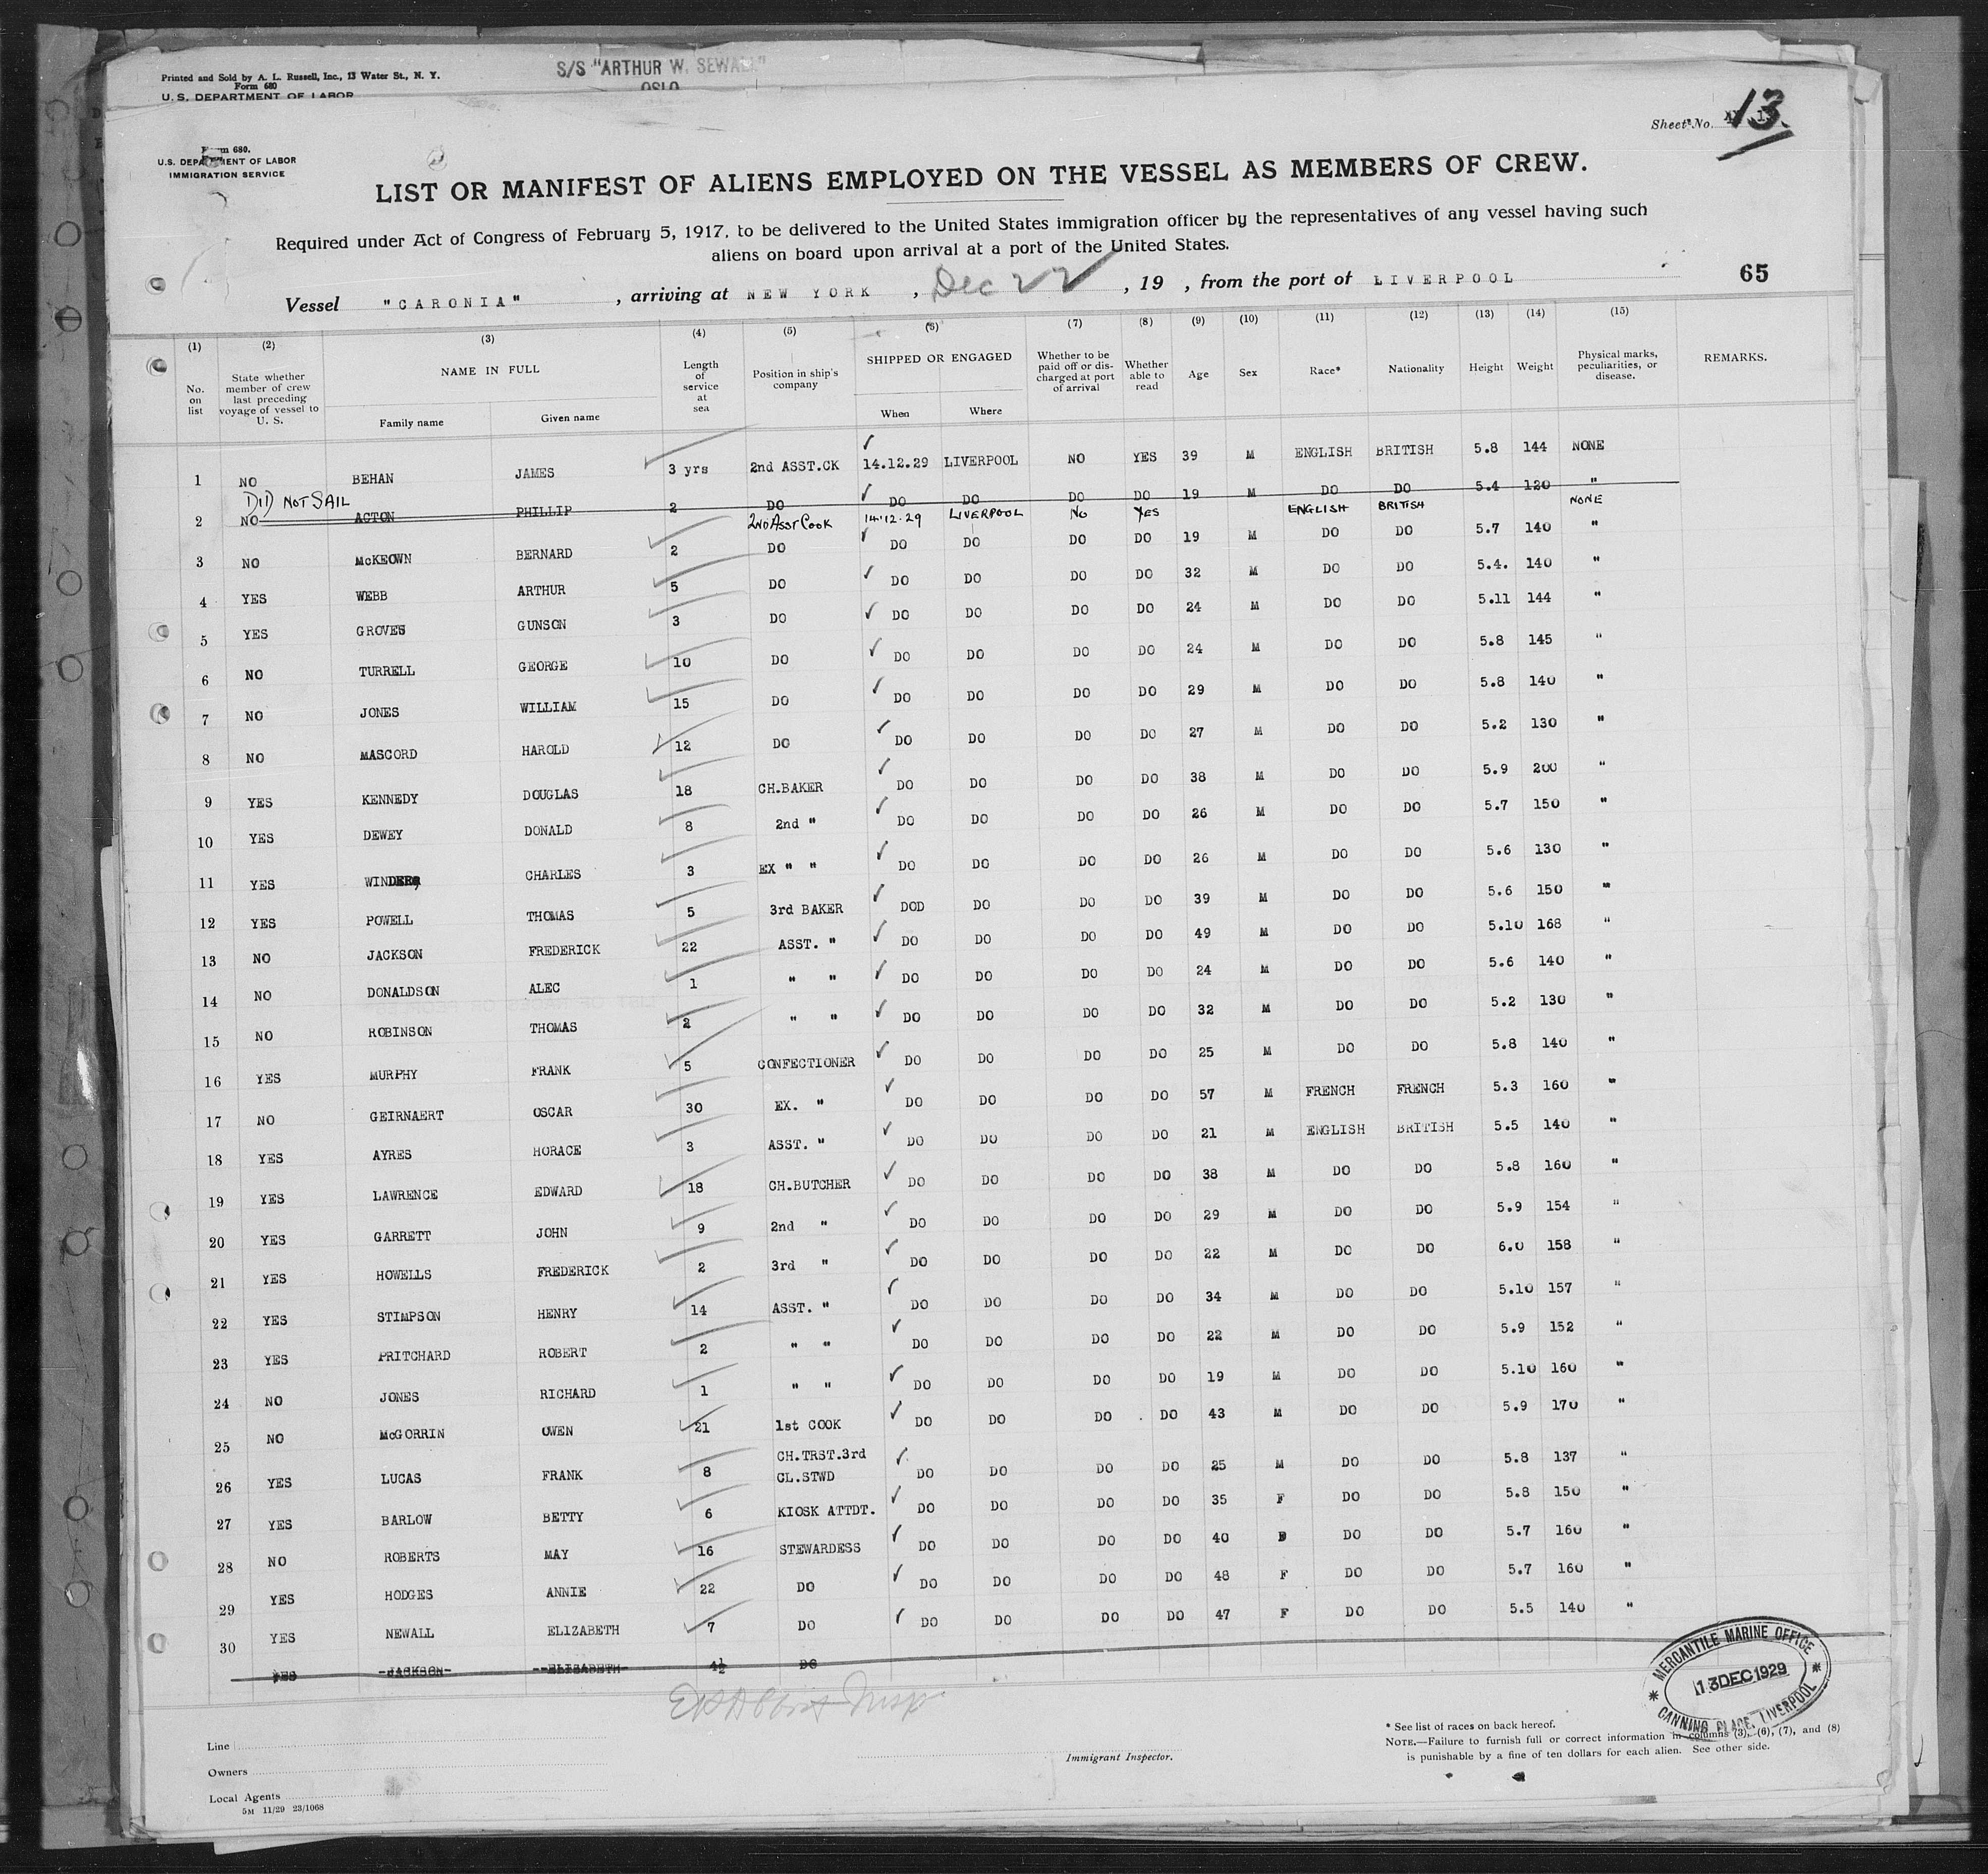 Printed and Sold by A. L. Russell, Inc., 13 Water St., N. Y.
Form 680
U. S. DEPARTMENT OF LABOR
S/S "ARTHUR W. SEWALL"
OSLO
Sheet No. 13.
Form 680.
U.S. DEPARTMENT OF LABOR
IMMIGRATION SERVICE
LIST OR MANIFEST OF ALIENS EMPLOYED ON THE VESSEL AS MEMBERS OF CREW.
Required under Act of Congress of February 5, 1917, to be delivered to the United States immigration officer by the representatives of any vessel having such
aliens on board upon arrival at a port of the United States.
Vessel "CARONIA" , arriving at NEW YORK , Dec 22 , 19 , from the port of LIVERPOOL 65
(1) (2) (3) (4) (5) (6) (7) (8) (9) (10) (11) (12) (13) (14) (15)
No. on list
State whether member of crew last preceding voyage of vessel to U. S.
NAME IN FULL
Family name Given name
Length of service at sea
Position in ship's company
SHIPPED OR ENGAGED
When Where
Whether to be paid off or discharged at port of arrival
Whether able to read
Age Sex Race* Nationality Height Weight
Physical marks, peculiarities, or disease.
REMARKS.
1 NO BEHAN JAMES 3 yrs 2nd ASST.CK 14.12.29 LIVERPOOL NO YES 39 M ENGLISH BRITISH 5.8 144 NONE
DID NOT SAIL
2 NO ACTON PHILLIP 2 DO DO DO DO DO 19 M DO DO 5.4 120 "
2ND ASST COOK 14.12.29 LIVERPOOL NO YES ENGLISH BRITISH NONE
3 NO McKEOWN BERNARD 2 DO DO DO DO DO 19 M DO DO 5.7 140 "
4 YES WEBB ARTHUR 5 DO DO DO DO DO 32 M DO DO 5.4. 140 "
5 YES GROVES GUNSON 3 DO DO DO DO DO 24 M DO DO 5.11 144 "
6 NO TURRELL GEORGE 10 DO DO DO DO DO 24 M DO DO 5.8 145 "
7 NO JONES WILLIAM 15 DO DO DO DO DO 29 M DO DO 5.8 140 "
8 NO MASCORD HAROLD 12 DO DO DO DO DO 27 M DO DO 5.2 130 "
9 YES KENNEDY DOUGLAS 18 CH.BAKER DO DO DO DO 38 M DO DO 5.9 200 "
10 YES DEWEY DONALD 8 2nd " DO DO DO DO 26 M DO DO 5.7 150 "
11 YES WINDER CHARLES 3 EX " " DO DO DO DO 26 M DO DO 5.6 130 "
12 YES POWELL THOMAS 5 3rd BAKER DOD DO DO DO 39 M DO DO 5.6 150 "
13 NO JACKSON FREDERICK 22 ASST. " DO DO DO DO 49 M DO DO 5.10 168 "
14 NO DONALDSON ALEC 1 " " DO DO DO DO 24 M DO DO 5.6 140 "
15 NO ROBINSON THOMAS 2 " " DO DO DO DO 32 M DO DO 5.2 130 "
16 YES MURPHY FRANK 5 CONFECTIONER DO DO DO DO 25 M DO DO 5.8 140 "
17 NO GEIRNAERT OSCAR 30 EX. " DO DO DO DO 57 M FRENCH FRENCH 5.3 160 "
18 YES AYRES HORACE 3 ASST. " DO DO DO DO 21 M ENGLISH BRITISH 5.5 140 "
19 YES LAWRENCE EDWARD 18 CH.BUTCHER DO DO DO DO 38 M DO DO 5.8 160 "
20 YES GARRETT JOHN 9 2nd " DO DO DO DO 29 M DO DO 5.9 154 "
21 YES HOWELLS FREDERICK 2 3rd " DO DO DO DO 22 M DO DO 6.0 158 "
22 YES STIMPSON HENRY 14 ASST. " DO DO DO DO 34 M DO DO 5.10 157 "
23 YES PRITCHARD ROBERT 2 " " DO DO DO DO 22 M DO DO 5.9 152 "
24 NO JONES RICHARD 1 " " DO DO DO DO 19 M DO DO 5.10 160 "
25 NO McGORRIN OWEN 21 1st COOK DO DO DO DO 43 M DO DO 5.9 170 "
26 YES LUCAS FRANK 8 CH.TRST.3rd CL.STWD DO DO DO DO 25 M DO DO 5.8 137 "
27 YES BARLOW BETTY 6 KIOSK ATTDT. DO DO DO DO 35 F DO DO 5.8 150 "
28 NO ROBERTS MAY 16 STEWARDESS DO DO DO DO 40 DO DO 5.7 160 "
29 YES HODGES ANNIE 22 DO DO DO DO DO 48 F DO DO 5.7 160 "
30 YES NEWALL ELIZABETH 7 DO DO DO DO DO 47 F DO DO 5.5 140 "
YES -JACKSON- --ELISABETH- 4½ DO
MERCANTILE MARINE OFFICE
13 DEC 1929
CANNING PLACE, LIVERPOOL
Line
Owners
Local Agents
5M 11/29 23/1068
Immigrant Inspector.
* See list of races on back hereof.
NOTE.—Failure to furnish full or correct information in columns (3), (6), (7), and (8)
is punishable by a fine of ten dollars for each alien. See other side.